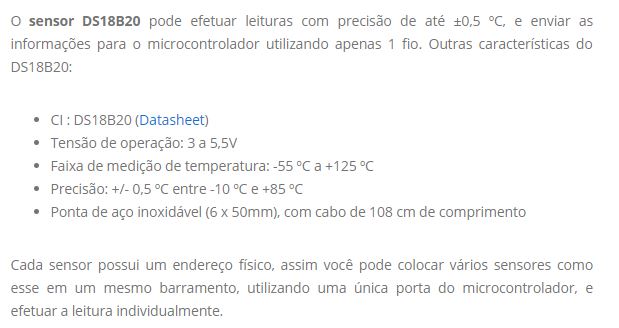 O sensor DS18B20 pode efetuar leituras com precisão de até ±0,5 ºC, e enviar as
informações para o microcontrolador utilizando apenas 1 fio. Outras características do
DS18B20:
• CI : DS18B20 (Datasheet)
• Tensão de operação: 3 a 5,5V
• Faixa de medição de temperatura: -55 ºC a +125 ºC
• Precisão: +/- 0,5 ºC entre -10 ºC e +85 ºC
• Ponta de aço inoxidável (6 x 50mm), com cabo de 108 cm de comprimento
Cada sensor possui um endereço físico, assim você pode colocar vários sensores como
esse em um mesmo barramento, utilizando uma única porta do microcontrolador, e
efetuar a leitura individualmente.